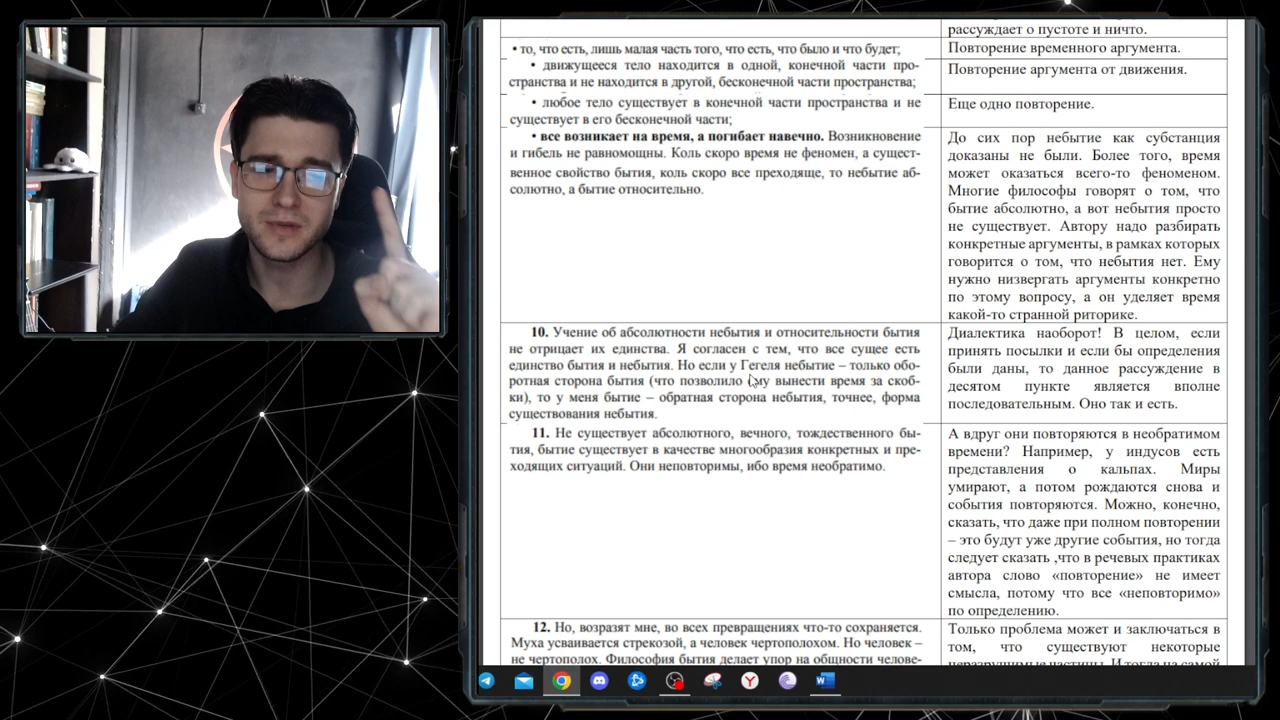 рассуждает о пустоте и ничто.
• то, что есть, лишь малая часть того, что есть, что было и что будет;
Повторение временного аргумента.
• движущееся тело находится в одной, конечной части про-
странства и не находится в другой, бесконечной части пространства;
Повторение аргумента от движения.
• любое тело существует в конечной части пространства и не
существует в его бесконечной части;
Еще одно повторение.
• все возникает на время, а погибает навечно. Возникновение
и гибель не равномощны. Коль скоро время не феномен, а сущест-
венное свойство бытия, коль скоро все преходяще, то небытие аб-
солютно, а бытие относительно.
До сих пор небытие как субстанция
доказаны не были. Более того, время
может оказаться всего-то феноменом.
Многие философы говорят о том, что
бытие абсолютно, а вот небытия просто
не существует. Автору надо разбирать
конкретные аргументы, в рамках которых
говорится о том, что небытия нет. Ему
нужно низвергать аргументы конкретно
по этому вопросу, а он уделяет время
какой-то странной риторике.
10. Учение об абсолютности небытия и относительности бытия
не отрицает их единства. Я согласен с тем, что все сущее есть
единство бытия и небытия. Но если у Гегеля небытие – только обо-
ротная сторона бытия (что позволило ему вынести время за скоб-
ки), то у меня бытие – обратная сторона небытия, точнее, форма
существования небытия.
Диалектика наоборот! В целом, если
принять посылки и если бы определения
были даны, то данное рассуждение в
десятом пункте является вполне
последовательным. Оно так и есть.
11. Не существует абсолютного, вечного, тождественного бы-
тия, бытие существует в качестве многообразия конкретных и пре-
ходящих ситуаций. Они неповторимы, ибо время необратимо.
А вдруг они повторяются в необратимом
времени? Например, у индусов есть
представления о кальпах. Миры
умирают, а потом рождаются снова и
события повторяются. Можно, конечно,
сказать, что даже при полном повторении
– это будут уже другие события, но тогда
следует сказать ,что в речевых практиках
автора слово «повторение» не имеет
смысла, потому что все «неповторимо»
по определению.
12. Но, возразят мне, во всех превращениях что-то сохраняется.
Муха усваивается стрекозой, а человек чертополохом. Но человек –
не чертополох. Философия бытия делает упор на общности челове-
Только проблема может и заключаться в
том, что существуют некоторые
неразрушимые частицы. И тогда на самой